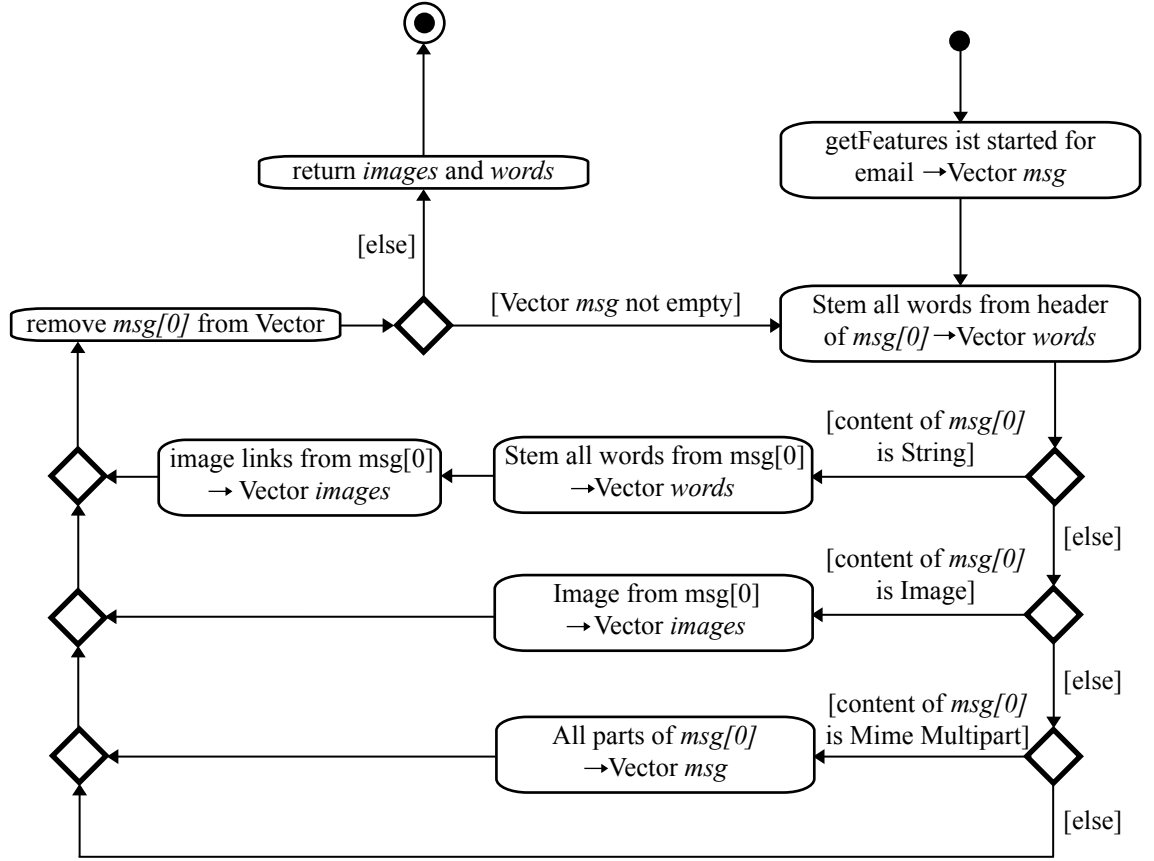 getFeatures ist started for
email →Vector msg
return images and words
[else]
[Vector msg not empty]
remove msg[0] from Vector
Stem all words from header
of msg[0]→Vector words
[content of msg[0]
is String]
Stem all words from msg[0]
→Vector words
image links from msg[0]
→ Vector images
[else]
[content of msg[0]
is Image]
Image from msg[0]
→Vector images
[else]
[content of msg[0]
is Mime Multipart]
All parts of msg[0]
→Vector msg
[else]